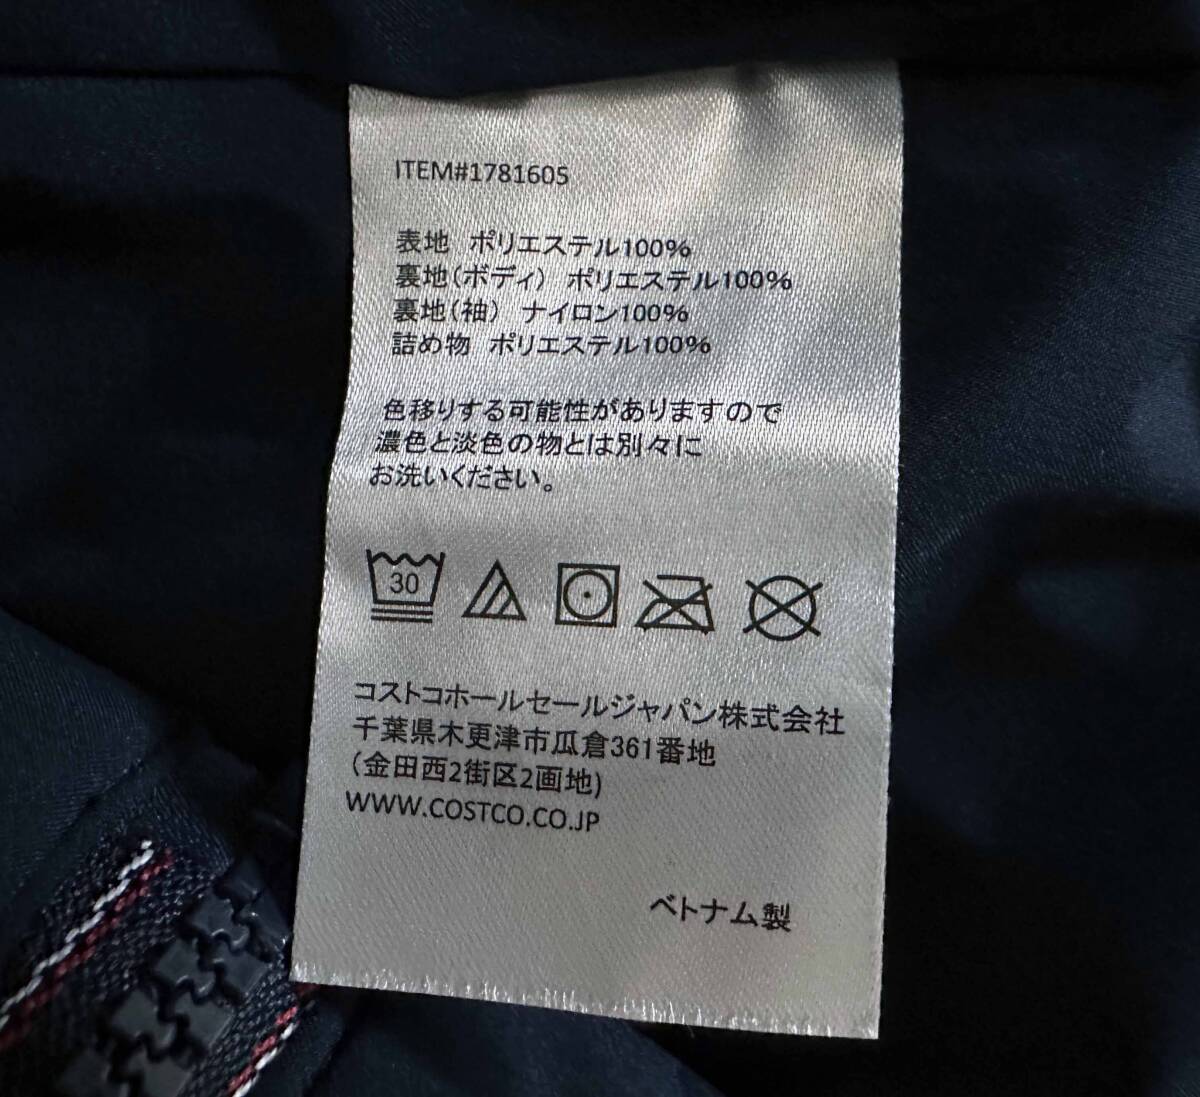 ITEM#1781605
表地 ポリエステル100%
裏地(ボディ) ポリエステル100%
裏地(袖) ナイロン100%
詰め物 ポリエステル100%
色移りする可能性がありますので
濃色と淡色の物とは別々に
お洗いください。
30
コストコホールセールジャパン株式会社
千葉県木更津市瓜倉361番地
(金田西2街区2画地)
WWW.COSTCO.CO.JP
ベトナム製